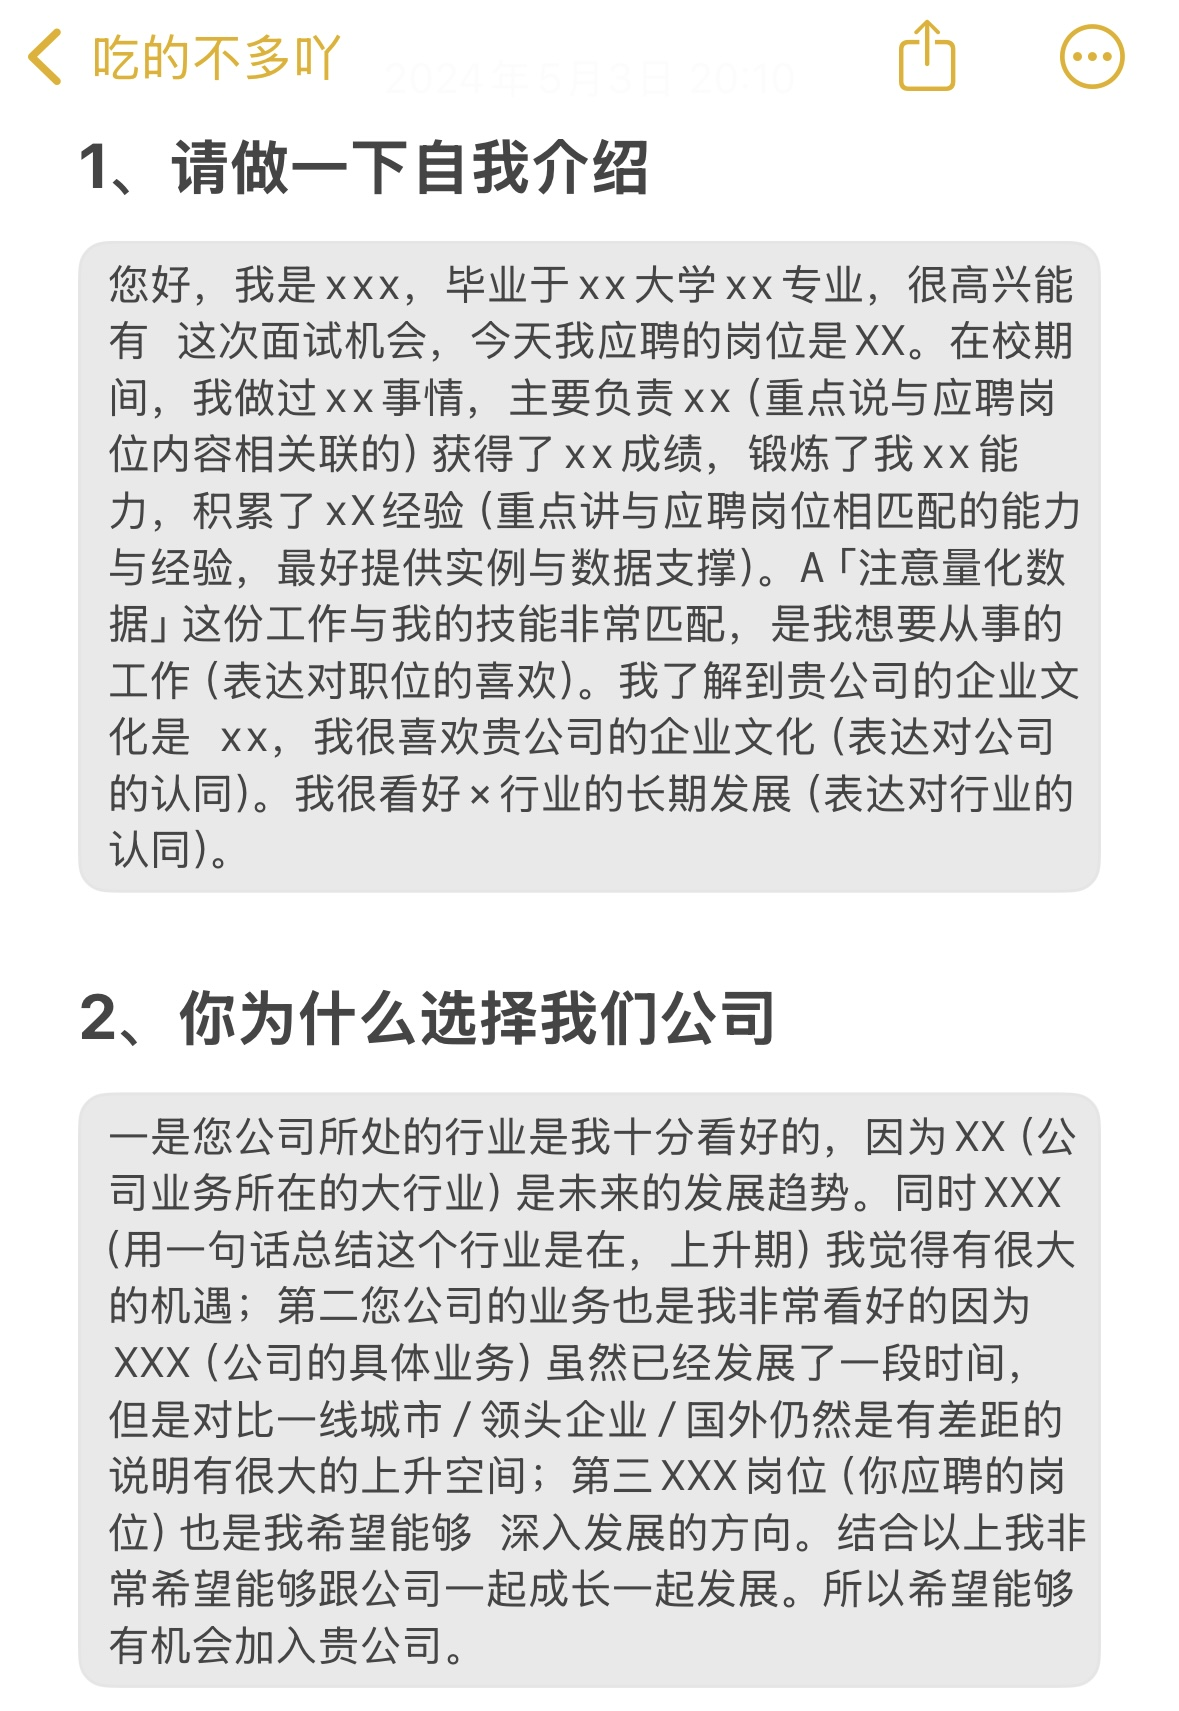 吃的不多吖
2024年5月3日 20:10
1、请做一下自我介绍
您好，我是xxx，毕业于xx大学xx专业，很高兴能
有 这次面试机会，今天我应聘的岗位是XX。在校期
间，我做过xx事情，主要负责xx（重点说与应聘岗
位内容相关联的）获得了xx成绩，锻炼了我xx能
力，积累了xX经验（重点讲与应聘岗位相匹配的能力
与经验，最好提供实例与数据支撑）。A「注意量化数
据」这份工作与我的技能非常匹配，是我想要从事的
工作（表达对职位的喜欢）。我了解到贵公司的企业文
化是 xx，我很喜欢贵公司的企业文化（表达对公司
的认同）。我很看好×行业的长期发展（表达对行业的
认同）。
2、你为什么选择我们公司
一是您公司所处的行业是我十分看好的，因为XX（公
司业务所在的大行业）是未来的发展趋势。同时XXX
（用一句话总结这个行业是在，上升期）我觉得有很大
的机遇；第二您公司的业务也是我非常看好的因为
XXX（公司的具体业务）虽然已经发展了一段时间，
但是对比一线城市/领头企业/国外仍然是有差距的
说明有很大的上升空间；第三XXX岗位（你应聘的岗
位）也是我希望能够 深入发展的方向。结合以上我非
常希望能够跟公司一起成长一起发展。所以希望能够
有机会加入贵公司。